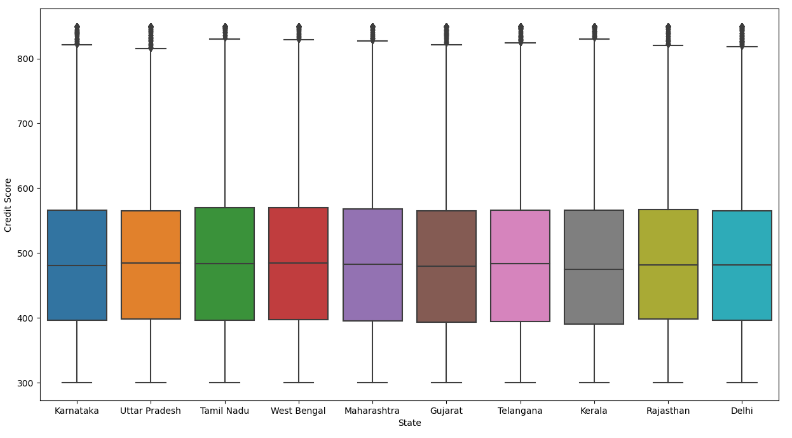 Credit Score
800
700
600
500
400
300
Karnataka Uttar Pradesh Tamil Nadu West Bengal Maharashtra Gujarat Telangana Kerala Rajasthan Delhi
State